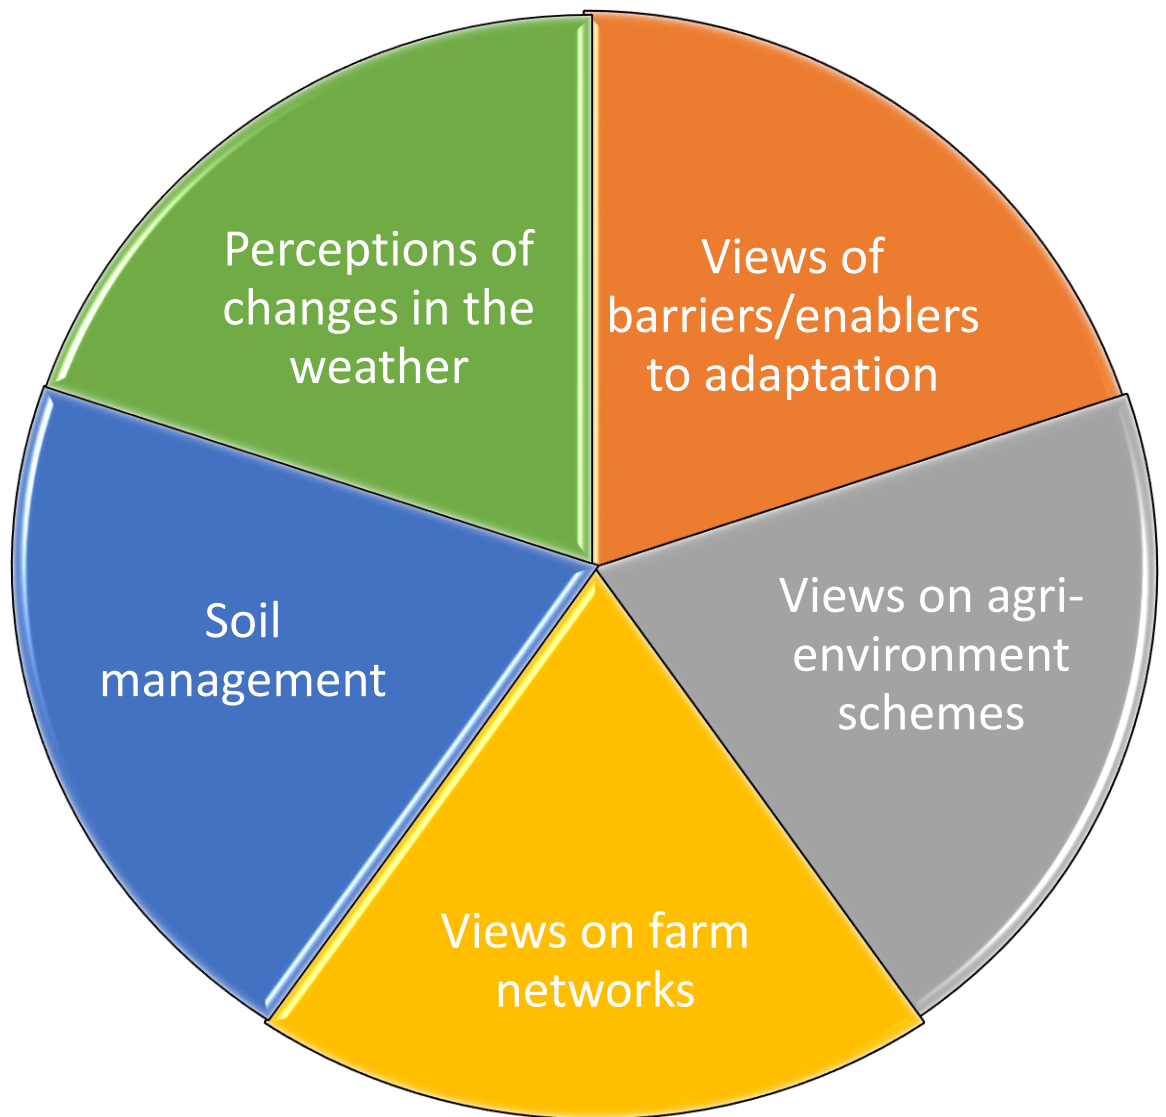 Perceptions of
changes in the
weather
Views of
barriers/enablers
to adaptation
Views on agri-
environment
schemes
Views on farm
networks
Soil
management